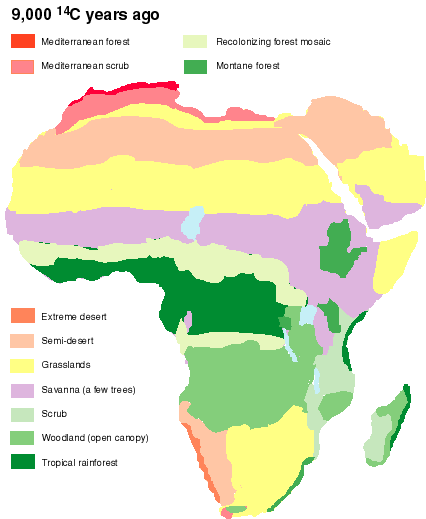 9,000 ¹⁴C years ago
Mediterranean forest
Recolonizing forest mosaic
Mediterranean scrub
Montane forest
Extreme desert
Semi-desert
Grasslands
Savanna (a few trees)
Scrub
Woodland (open canopy)
Tropical rainforest